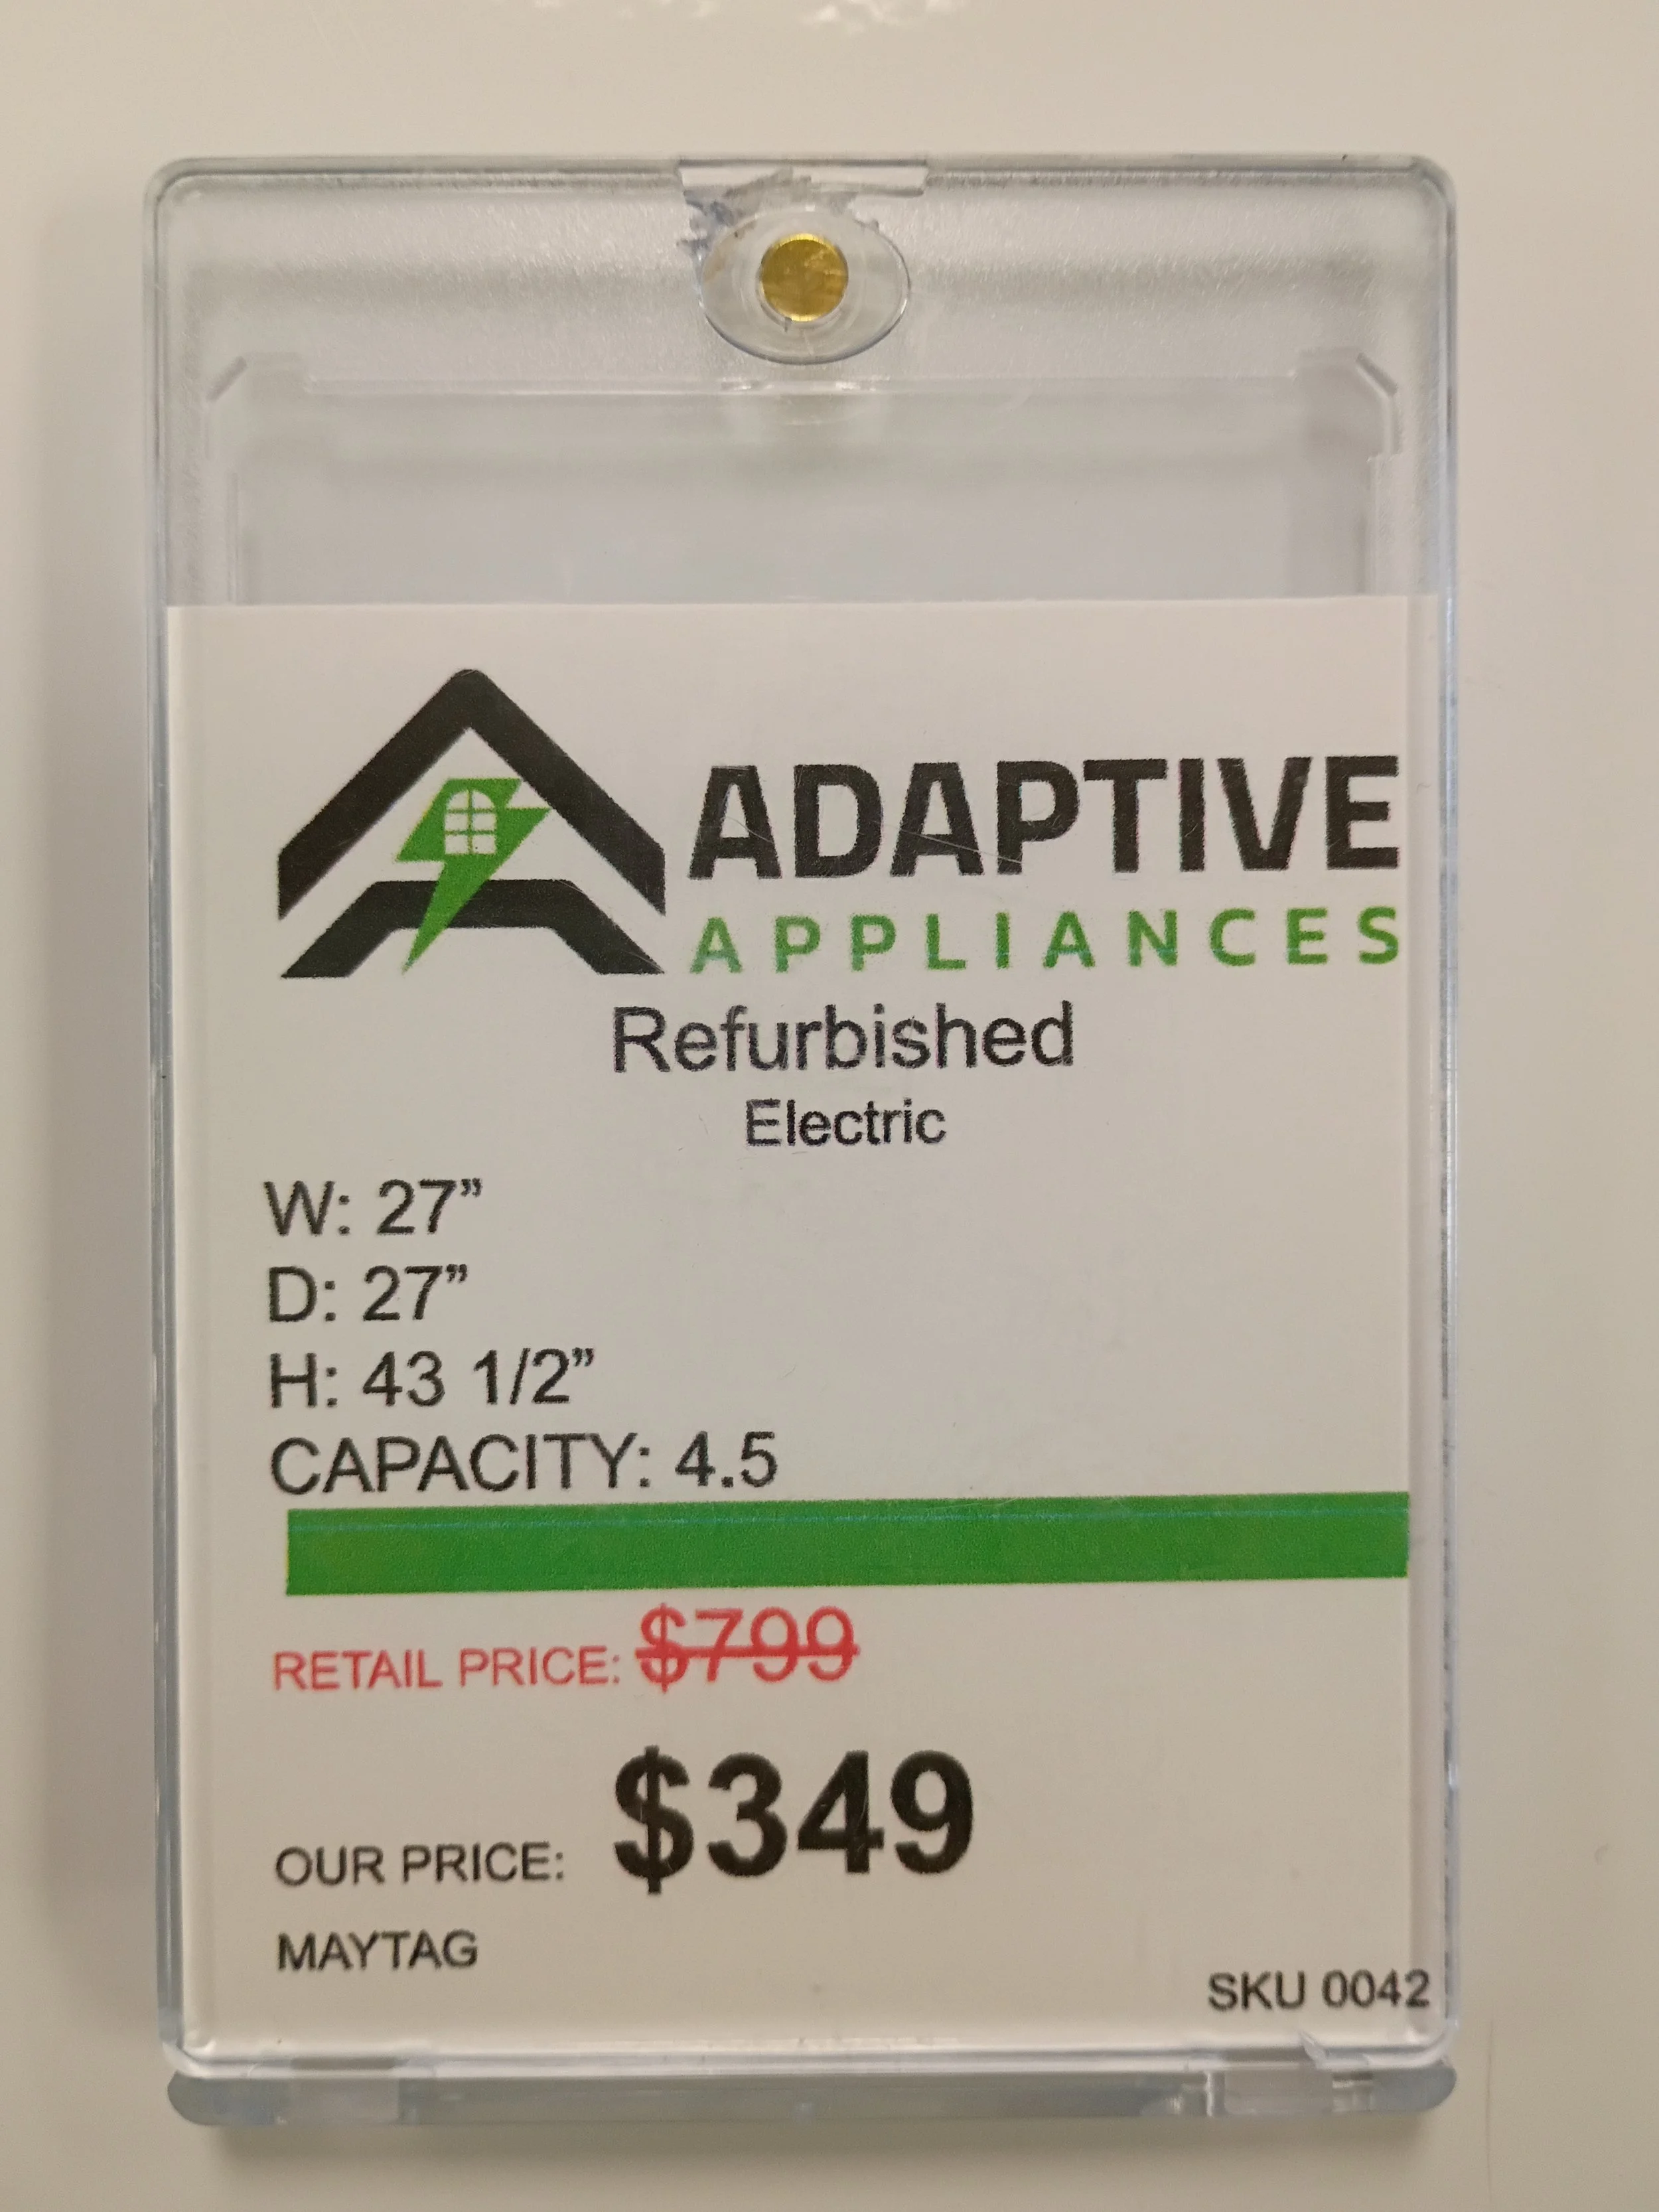 ADAPTIVE
APPLIANCES
Refurbished
Electric
W: 27”
D: 27”
H: 43 1/2”
CAPACITY: 4.5
RETAIL PRICE: $799
OUR PRICE: $349
MAYTAG
SKU 0042